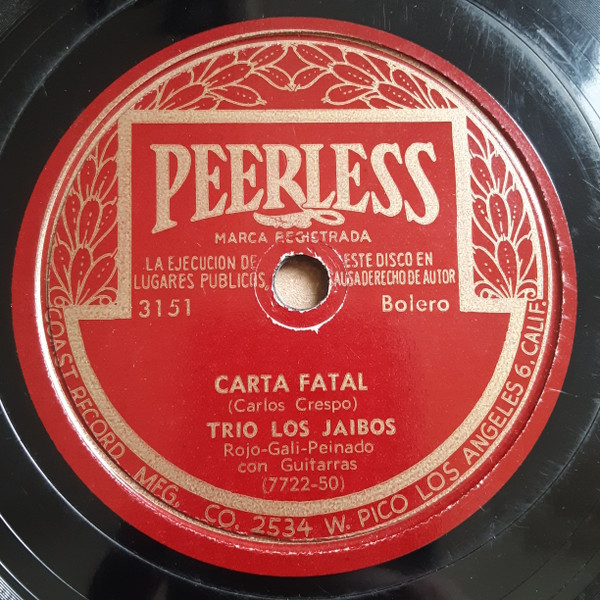 PEERLESS
MARCA REGISTRADA
LA EJECUCION DE ESTE DISCO EN
LUGARES PUBLICOS, CAUSA DERECHO DE AUTOR
3151 Bolero
CARTA FATAL
(Carlos Crespo)
TRIO LOS JAIBOS
Rojo-Gali-Peinado
con Guitarras
(7722-50)
COAST RECORD MFG. CO. 2534 W. PICO LOS ANGELES 6, CALIF.